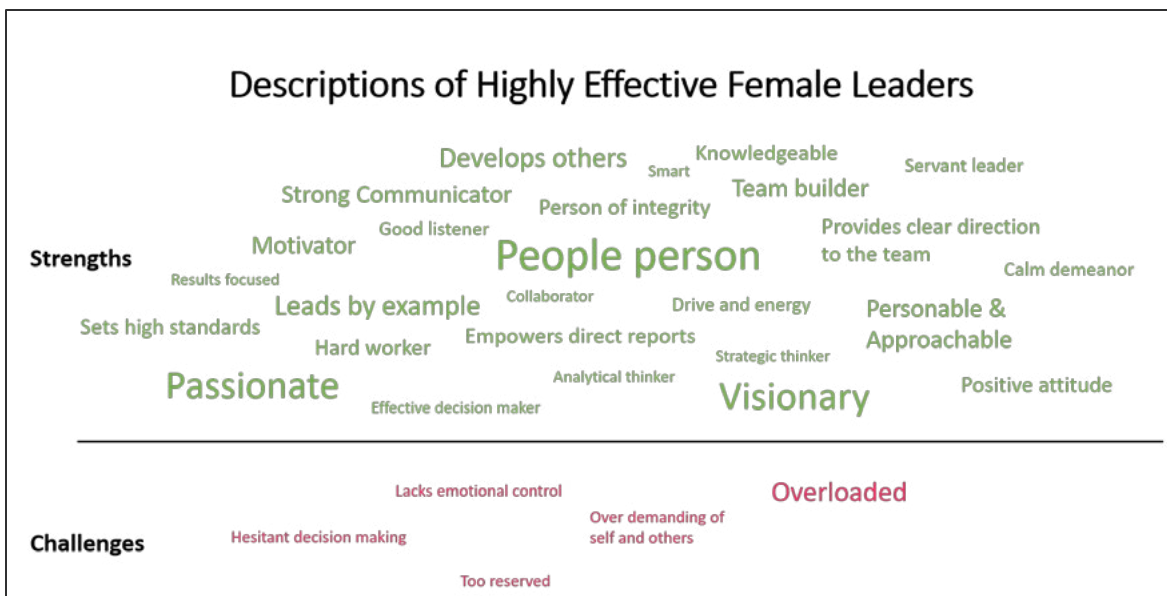 Descriptions of Highly Effective Female Leaders
Develops others
Smart
Knowledgeable
Servant leader
Strong Communicator
Person of integrity
Team builder
Good listener
Motivator
Provides clear direction
to the team
Strengths
People person
Calm demeanor
Results focused
Leads by example
Collaborator
Drive and energy
Personable &
Approachable
Sets high standards
Hard worker
Empowers direct reports
Strategic thinker
Passionate
Analytical thinker
Visionary
Positive attitude
Effective decision maker
Lacks emotional control
Overloaded
Challenges
Hesitant decision making
Over demanding of
self and others
Too reserved